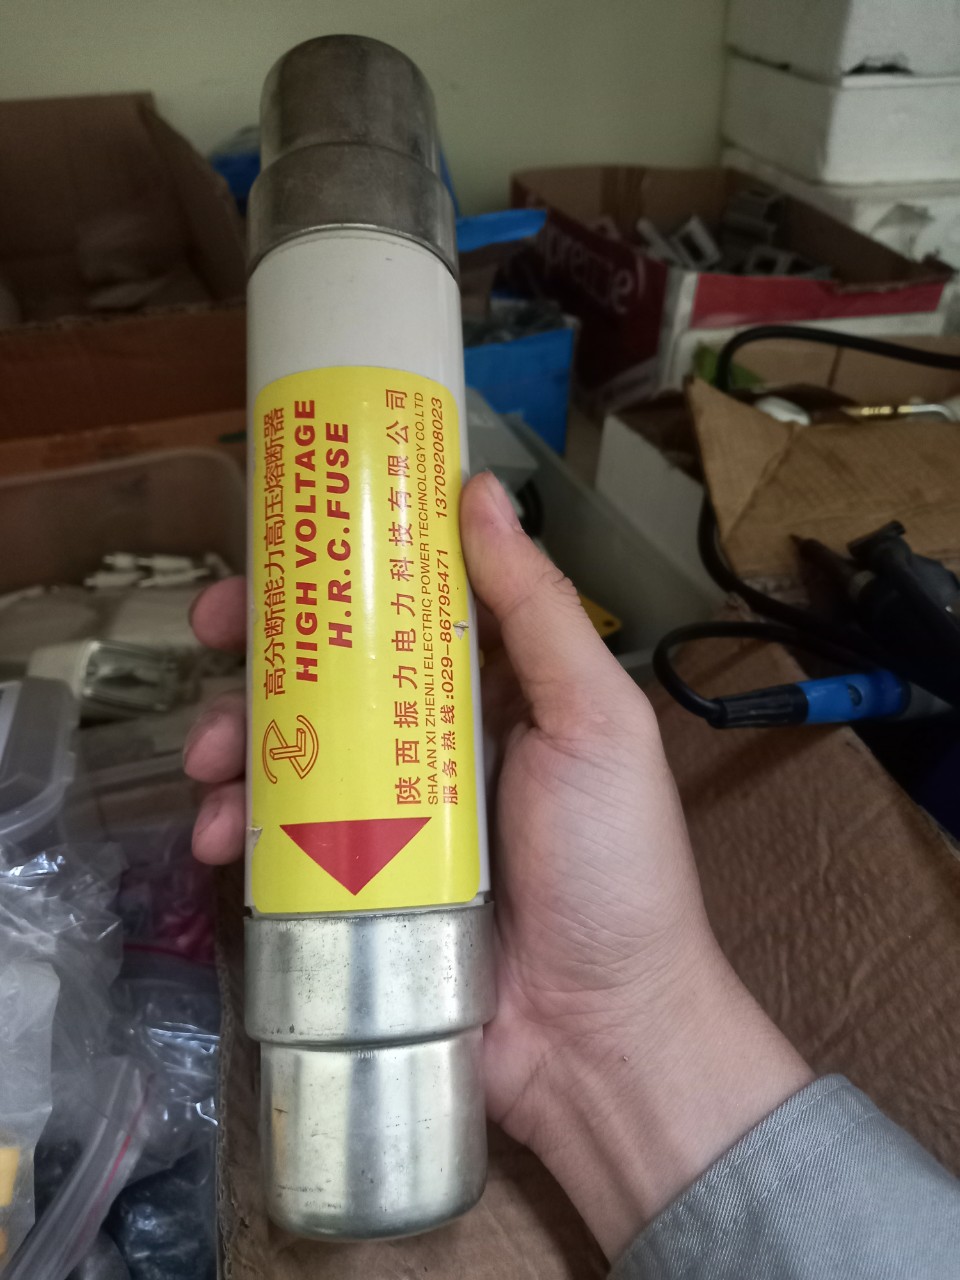 高分断能力高压熔断器
HIGH VOLTAGE
H.R.C.FUSE
陕西振力电力科技有限公司
SHA AN XI ZHENLI ELECTRIC POWER TECHNOLOGY CO.LTD
服务热线:029-86795471 13709208023